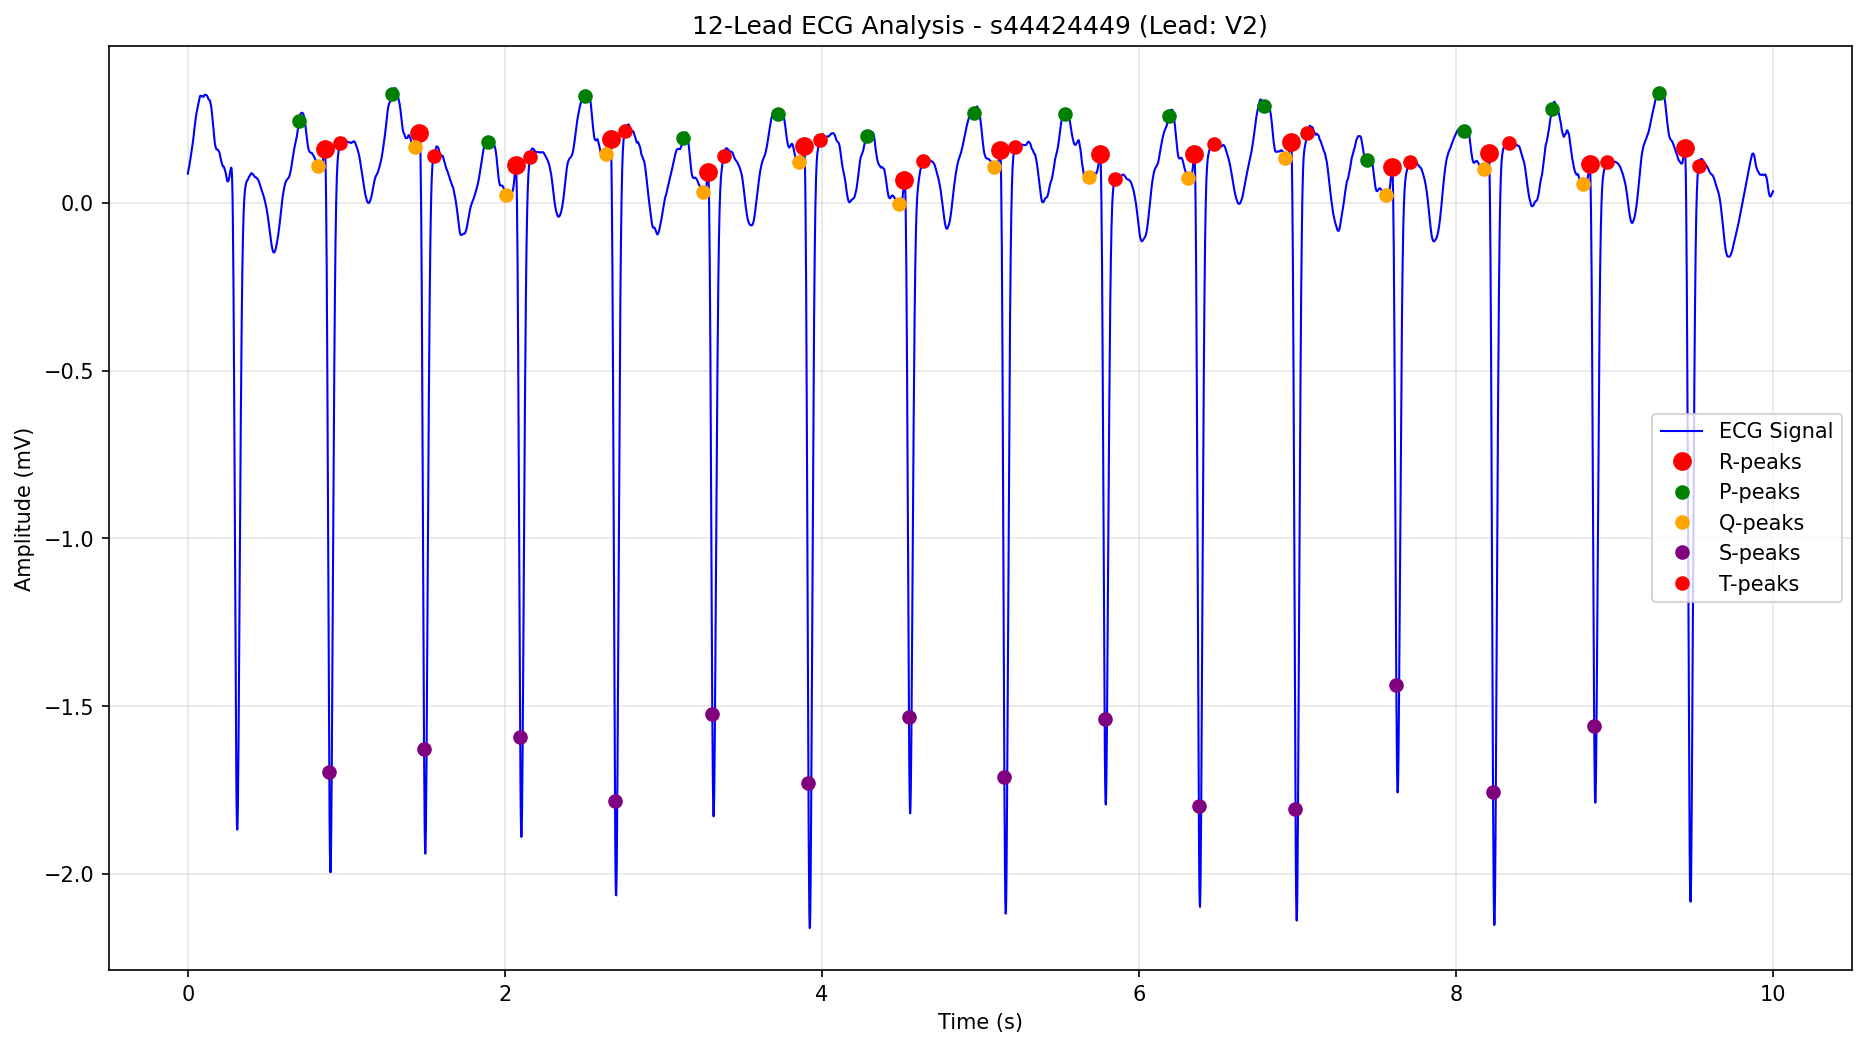 12-Lead ECG Analysis - s44424449 (Lead: V2)
Amplitude (mV)
0.0
−0.5
−1.0
−1.5
−2.0
ECG Signal
R-peaks
P-peaks
Q-peaks
S-peaks
T-peaks
0 2 4 6 8 10
Time (s)